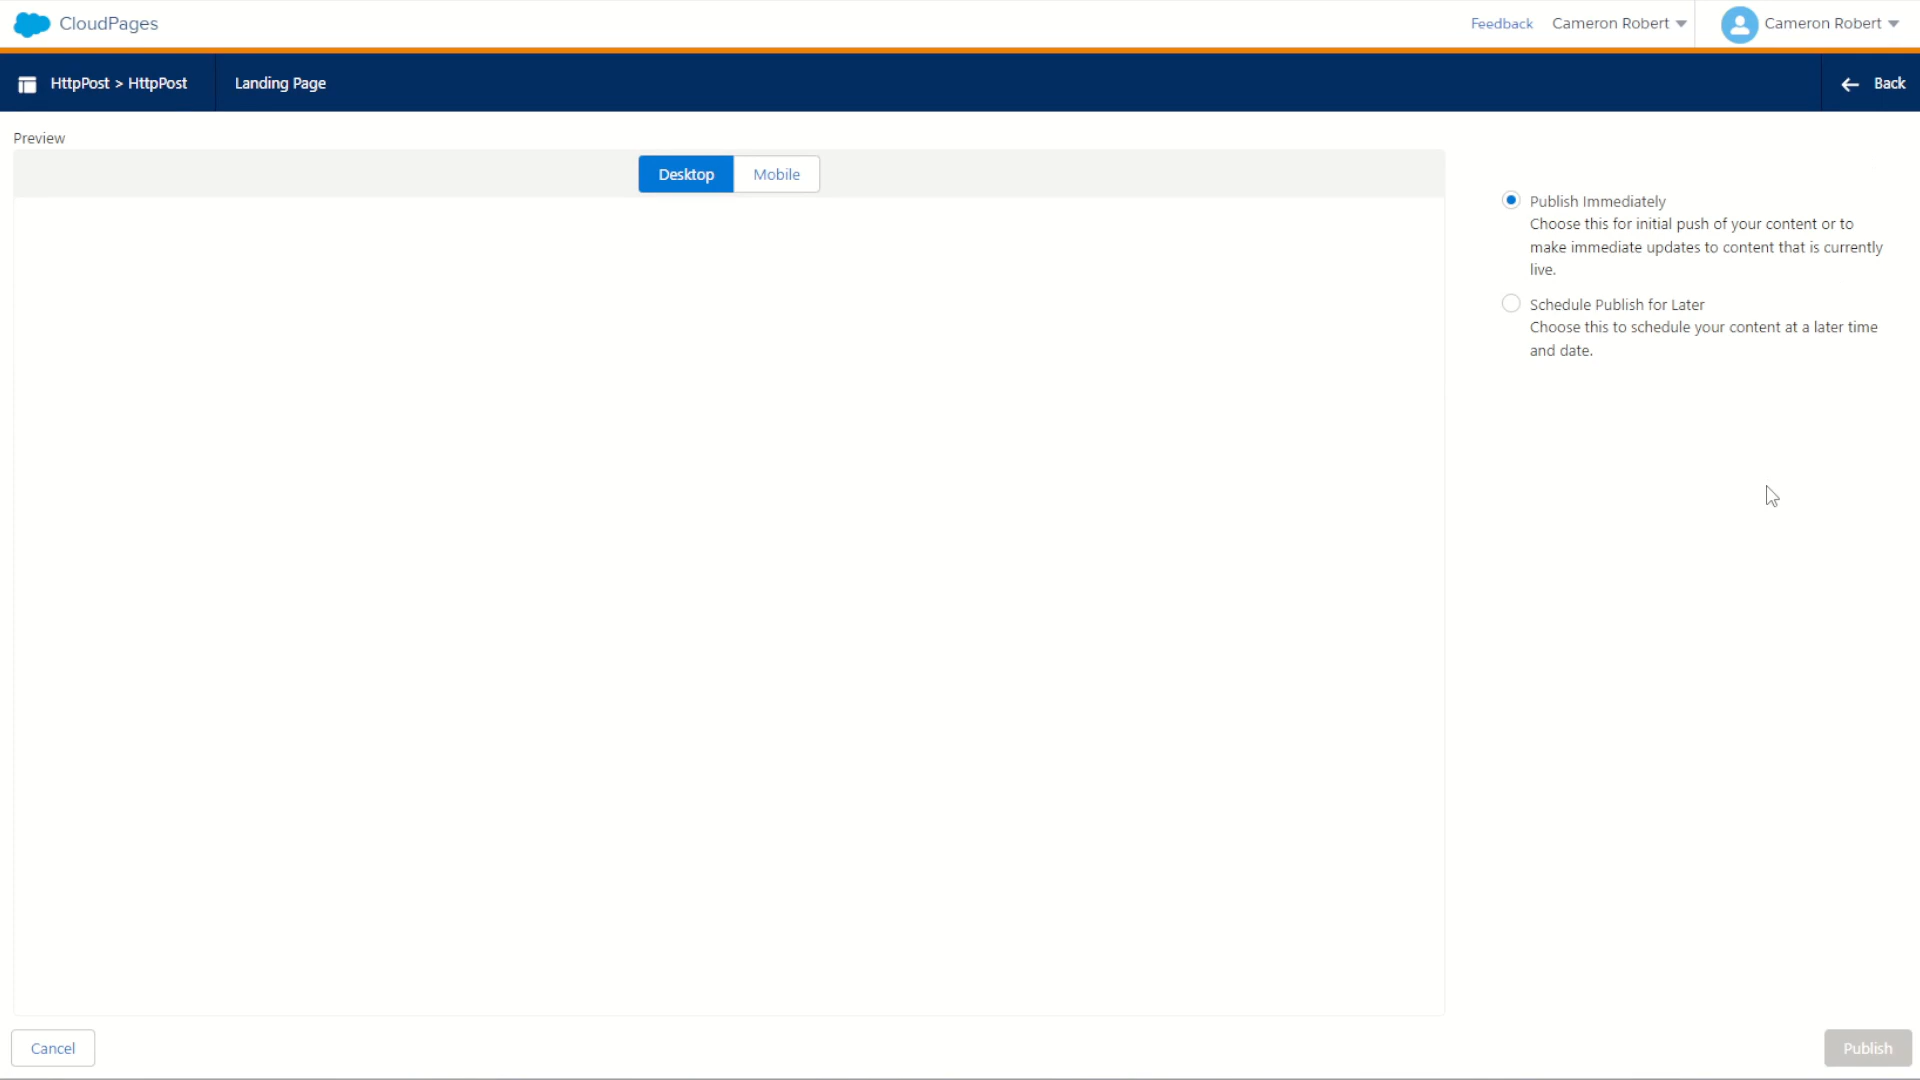 CloudPages
Feedback
Cameron Robert
Cameron Robert
HttpPost > HttpPost
Landing Page
Back
Preview
Desktop
Mobile
Publish Immediately
Choose this for initial push of your content or to
make immediate updates to content that is currently
live.
Schedule Publish for Later
Choose this to schedule your content at a later time
and date.
Cancel
Publish